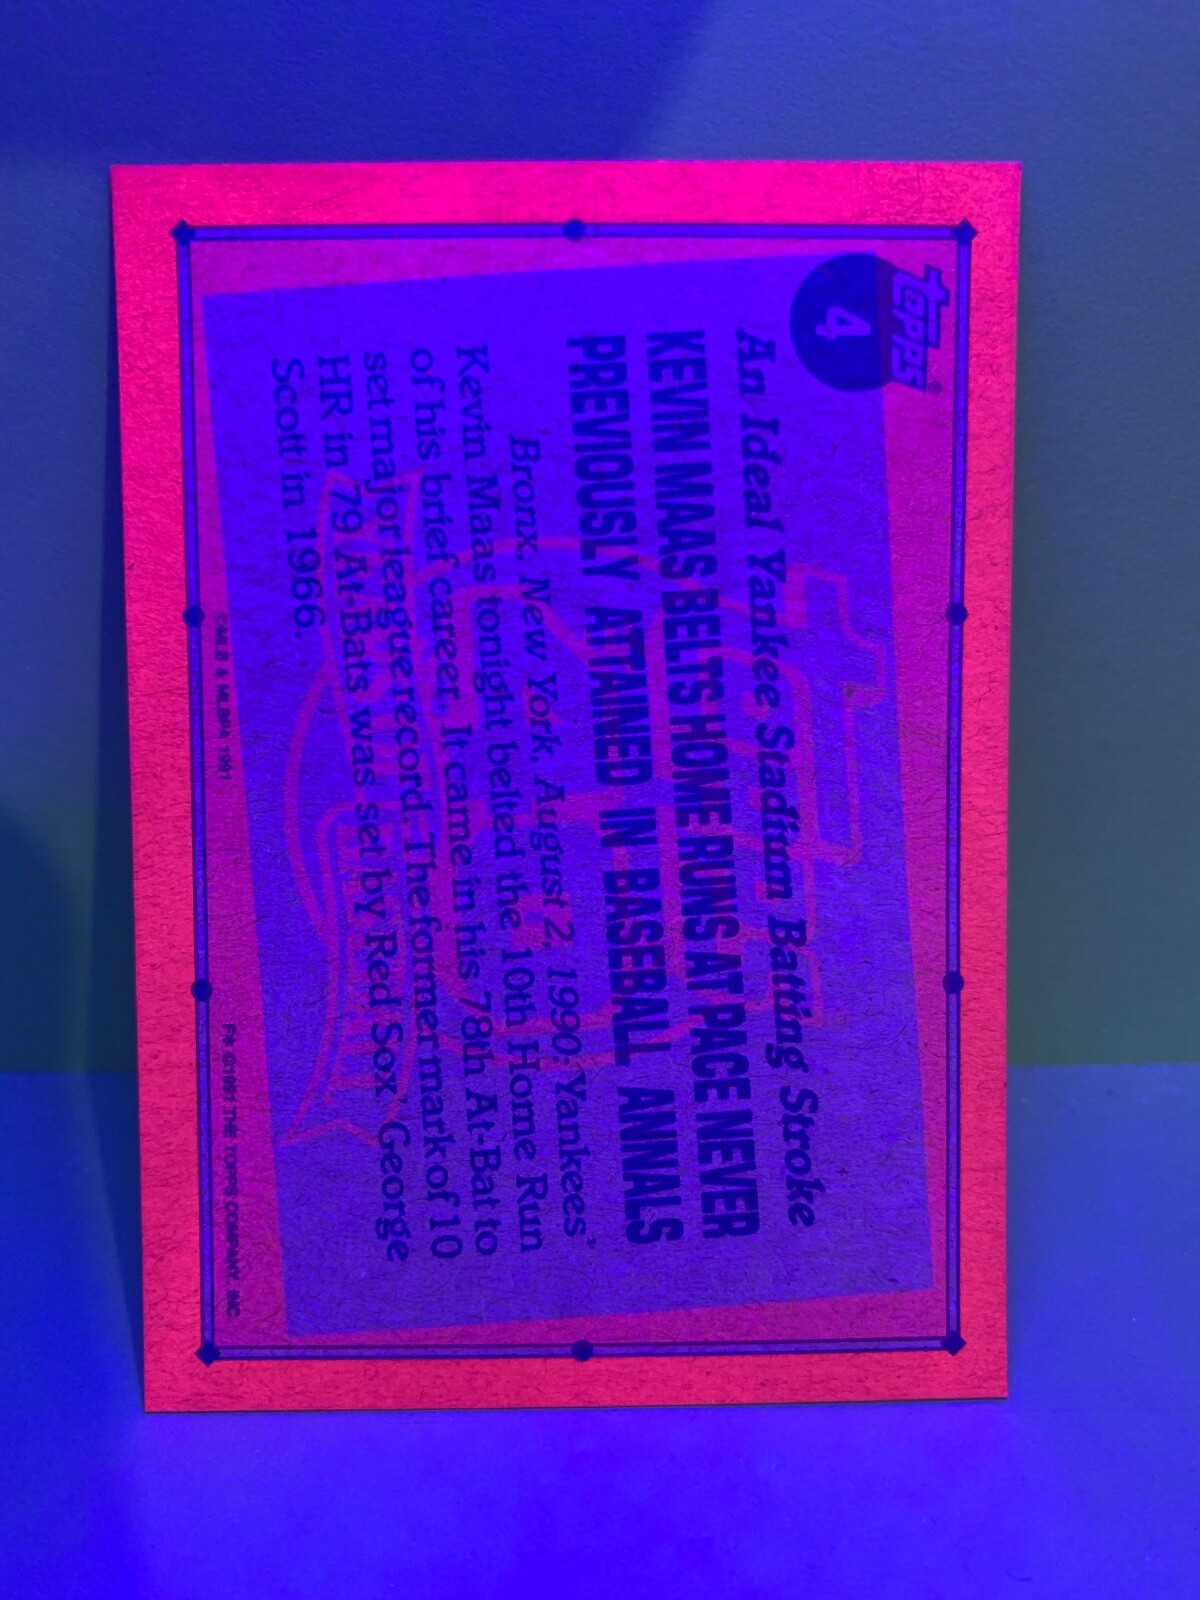 TOPPS®
4
An Ideal Yankee Stadium Batting Stroke
KEVIN MAAS BELTS HOME RUNS AT PACE NEVER
PREVIOUSLY ATTAINED IN BASEBALL ANNALS
Bronx, New York, August 2, 1990: Yankees'
Kevin Maas tonight belted the 10th Home Run
of his brief career. It came in his 78th At-Bat to
set major league record. The former mark of 10
HR in 79 At-Bats was set by Red Sox' George
Scott in 1966.
©MLB & MLBPA 1991
F* ©1991 THE TOPPS COMPANY, INC.